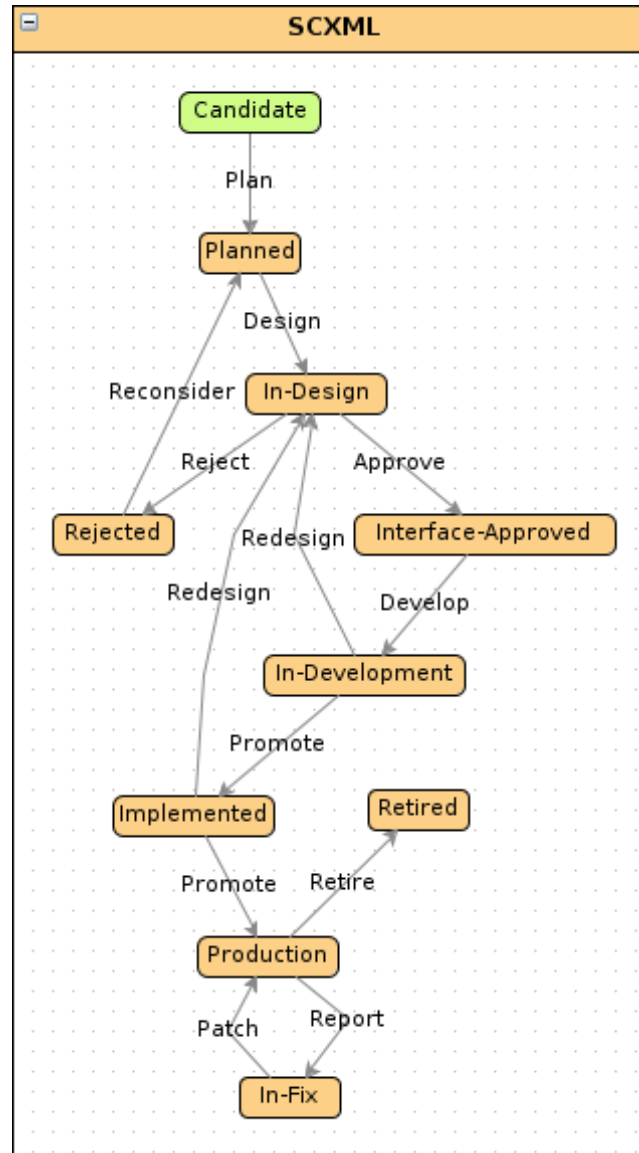 SCXML
Candidate
Plan
Planned
Design
Reconsider
In-Design
Reject
Approve
Rejected
Redesign
Interface-Approved
Redesign
Develop
In-Development
Promote
Implemented
Retired
Promote
Retire
Production
Patch
Report
In-Fix